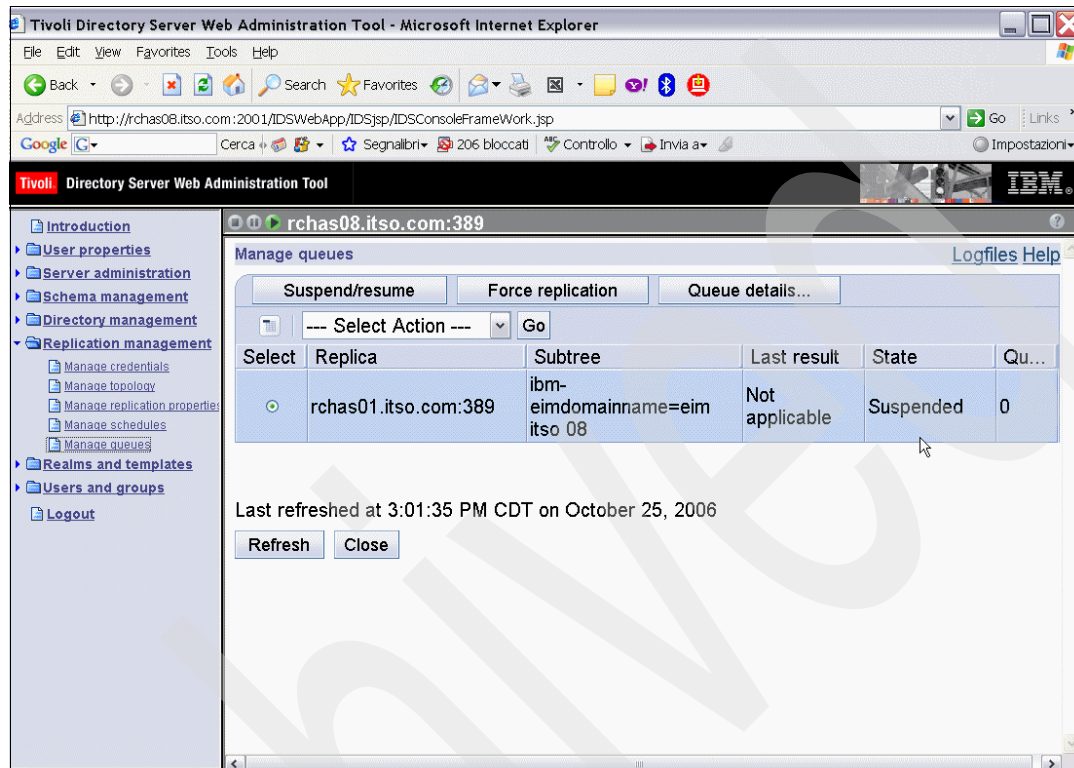 Tivoli Directory Server Web Administration Tool - Microsoft Internet Explorer
File Edit View Favorites Tools Help
Back Search Favorites
Address http://rchas08.itso.com:2001/IDSWebApp/IDSjsp/IDSConsoleFrameWork.jsp Go Links
Google G Cerca Segnalibri 206 bloccati ABC Controllo Invia a Impostazioni
Tivoli. Directory Server Web Administration Tool IBM.
Introduction
User properties
Server administration
Schema management
Directory management
Replication management
Manage credentials
Manage topology
Manage replication properties
Manage schedules
Manage queues
Realms and templates
Users and groups
Logout
rchas08.itso.com:389 ?
Manage queues Logfiles Help
Suspend/resume Force replication Queue details...
--- Select Action --- Go
Select Replica Subtree Last result State Qu...
rchas01.itso.com:389 ibm-eimdomainname=eim itso 08 Not applicable Suspended 0
Last refreshed at 3:01:35 PM CDT on October 25, 2006
Refresh Close